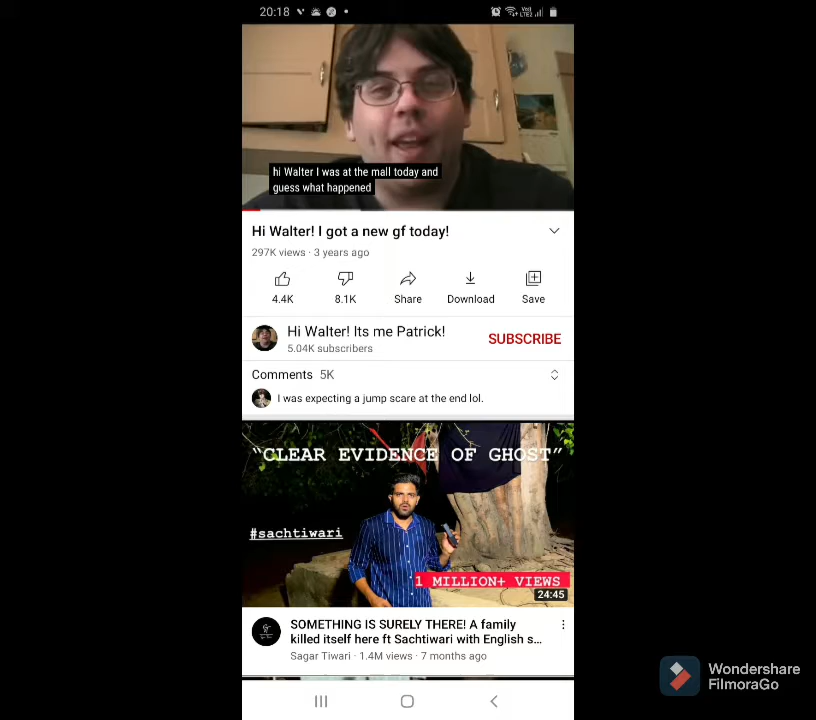 20:18
Vo))
LTE2
hi Walter I was at the mall today and
guess what happened
Hi Walter! I got a new gf today!
297K views · 3 years ago
4.4K
8.1K
Share
Download
Save
Hi Walter! Its me Patrick!
5.04K subscribers
SUBSCRIBE
Comments 5K
I was expecting a jump scare at the end lol.
"CLEAR EVIDENCE OF GHOST"
#sachtiwari
1 MILLION+ VIEWS
24:45
SOMETHING IS SURELY THERE! A family
killed itself here ft Sachtiwari with English s...
Sagar Tiwari · 1.4M views · 7 months ago
Wondershare
FilmoraGo